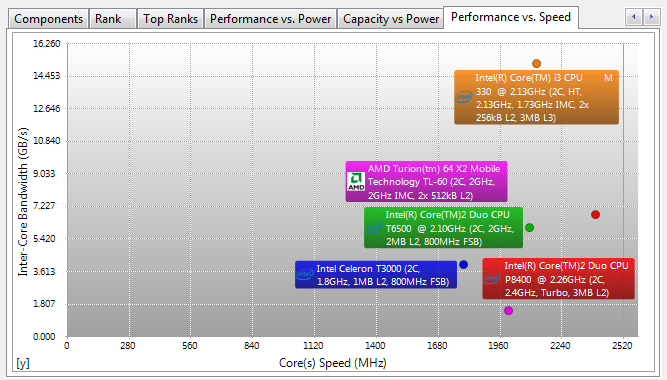 Components Rank Top Ranks Performance vs. Power Capacity vs Power Performance vs. Speed
16.260
14.453
12.646
10.840
9.033
7.227
5.420
3.613
1.807
0.000
Inter-Core Bandwidth (GB/s)
Intel(R) Core(TM) i3 CPU M
330 @ 2.13GHz (2C, HT,
2.13GHz, 1.73GHz IMC, 2x
256kB L2, 3MB L3)
AMD Turion(tm) 64 X2 Mobile
Technology TL-60 (2C, 2GHz,
2GHz IMC, 2x 512kB L2)
AMD
Intel(R) Core(TM)2 Duo CPU
T6500 @ 2.10GHz (2C, 2GHz,
2MB L2, 800MHz FSB)
Intel Celeron T3000 (2C,
1.8GHz, 1MB L2, 800MHz FSB)
Intel(R) Core(TM)2 Duo CPU
P8400 @ 2.26GHz (2C,
2.4GHz, Turbo, 3MB L2)
intel
intel
intel
intel
0 280 560 840 1120 1400 1680 1960 2240 2520
[y]
Core(s) Speed (MHz)